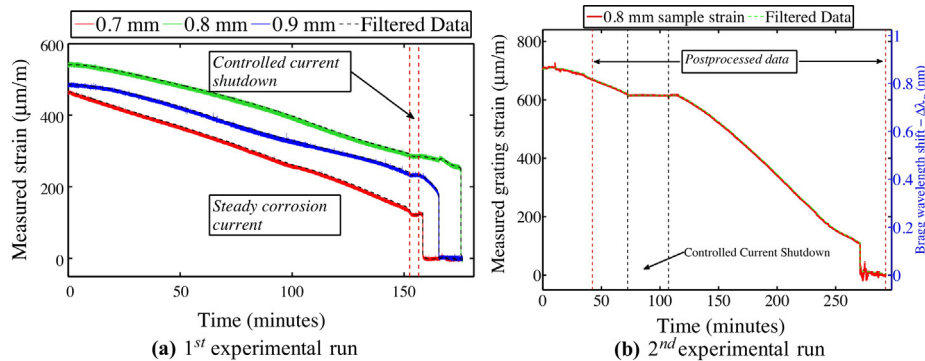 0.7 mm 0.8 mm 0.9 mm Filtered Data
600
400
200
0
Measured strain (µm/m)
Controlled current
shutdown
Steady corrosion
current
0 50 100 150
Time (minutes)
(a) 1st experimental run
0.8 mm sample strain Filtered Data
800
600
400
200
0
Measured grating strain (µm/m)
Postprocessed data
Controlled Current Shutdown
1
0.8
0.6
0.4
0.2
0
Bragg wavelength shift − Δλ (nm)
0 50 100 150 200 250
Time (minutes)
(b) 2nd experimental run